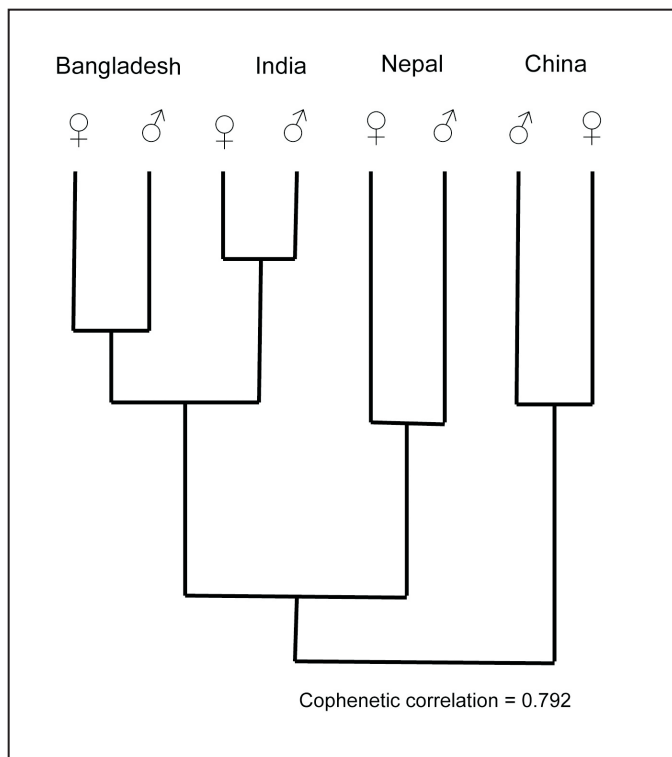 Bangladesh India Nepal China
♀ ♂ ♀ ♂ ♀ ♂ ♂ ♀
Cophenetic correlation = 0.792